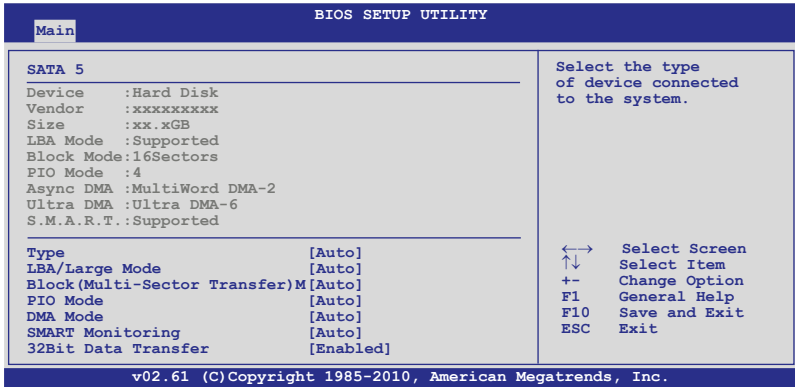 BIOS SETUP UTILITY
Main
SATA 5
Device :Hard Disk
Vendor :xxxxxxxxx
Size :xx.xGB
LBA Mode :Supported
Block Mode:16Sectors
PIO Mode :4
Async DMA :MultiWord DMA-2
Ultra DMA :Ultra DMA-6
S.M.A.R.T.:Supported
Type [Auto]
LBA/Large Mode [Auto]
Block(Multi-Sector Transfer)M[Auto]
PIO Mode [Auto]
DMA Mode [Auto]
SMART Monitoring [Auto]
32Bit Data Transfer [Enabled]
Select the type
of device connected
to the system.
←→ Select Screen
↑↓ Select Item
+- Change Option
F1 General Help
F10 Save and Exit
ESC Exit
v02.61 (C)Copyright 1985-2010, American Megatrends, Inc.